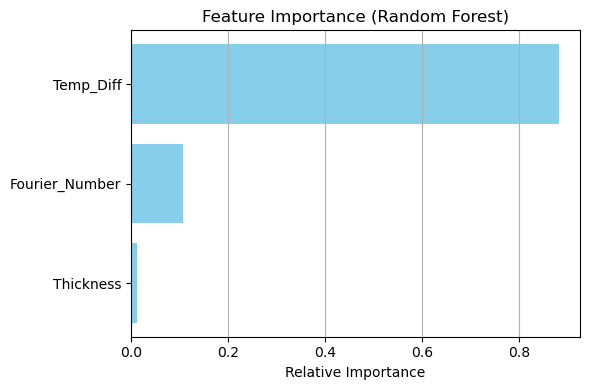 Feature Importance (Random Forest)
Temp_Diff
Fourier_Number
Thickness
0.0 0.2 0.4 0.6 0.8
Relative Importance